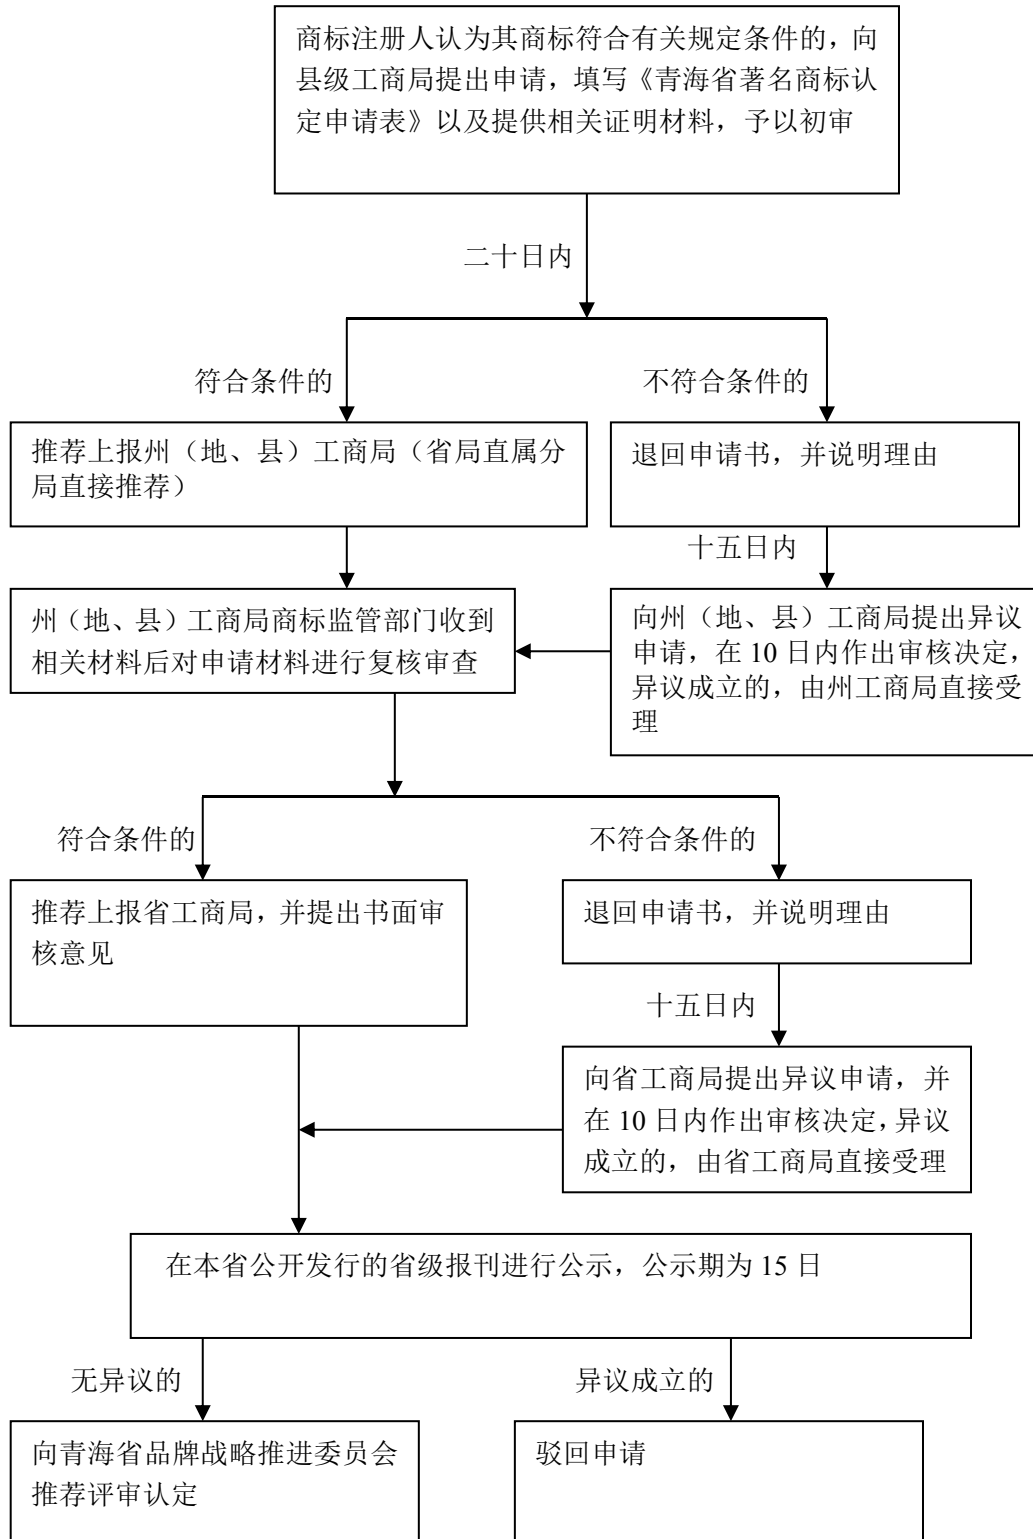 商标注册人认为其商标符合有关规定条件的，向
县级工商局提出申请，填写《青海省著名商标认
定申请表》以及提供相关证明材料，予以初审
二十日内
符合条件的
不符合条件的
推荐上报州（地、县）工商局（省局直属分
局直接推荐）
退回申请书，并说明理由
十五日内
州（地、县）工商局商标监管部门收到
相关材料后对申请材料进行复核审查
向州（地、县）工商局提出异议
申请，在 10 日内作出审核决定，
异议成立的，由州工商局直接受
理
符合条件的
不符合条件的
推荐上报省工商局，并提出书面审
核意见
退回申请书，并说明理由
十五日内
向省工商局提出异议申请，并
在 10 日内作出审核决定，异议
成立的，由省工商局直接受理
在本省公开发行的省级报刊进行公示，公示期为 15 日
无异议的
异议成立的
向青海省品牌战略推进委员会
推荐评审认定
驳回申请